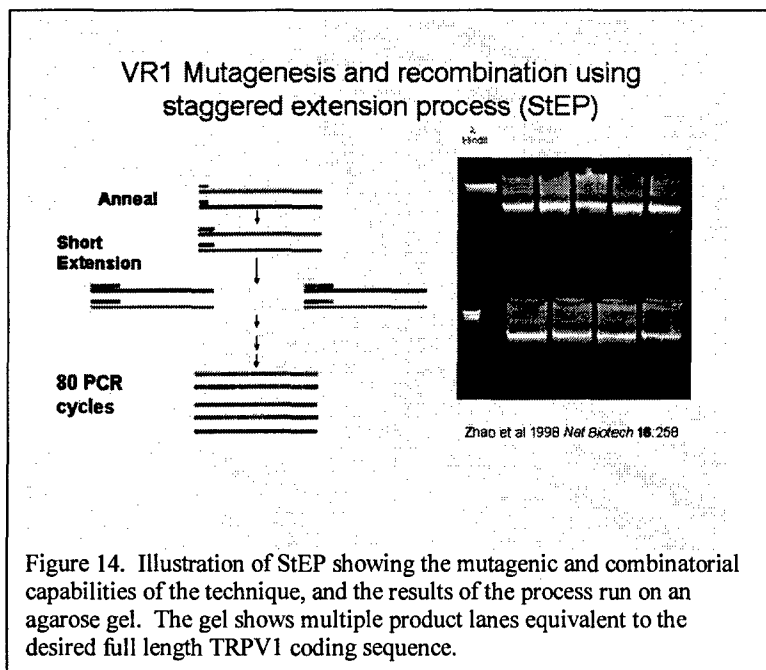 VR1 Mutagenesis and recombination using
staggered extension process (StEP)
λ
HindIII
Anneal
Short
Extension
80 PCR
cycles
Zhao et al 1998 Nat Biotech 16:258
Figure 14. Illustration of StEP showing the mutagenic and combinatorial
capabilities of the technique, and the results of the process run on an
agarose gel. The gel shows multiple product lanes equivalent to the
desired full length TRPV1 coding sequence.